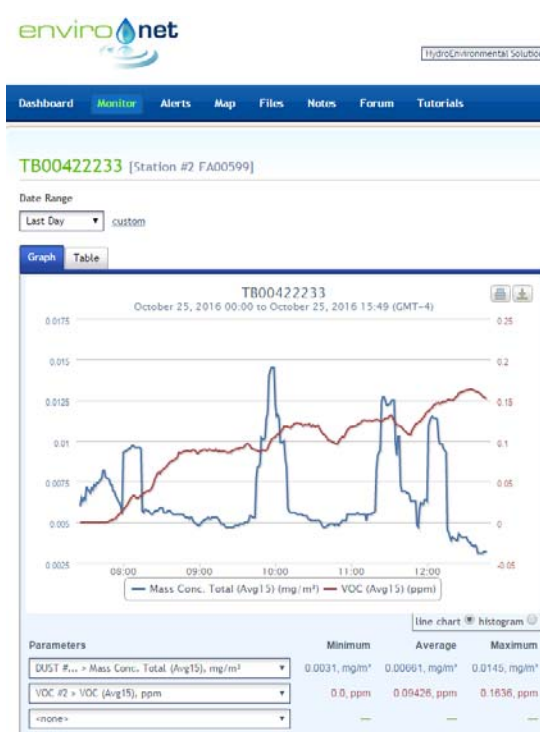 enviro net
HydroEnvironmental Solution
Dashboard Monitor Alerts Map Files Notes Forum Tutorials
TB00422233 [Station #2 FA00599]
Date Range
Last Day custom
Graph Table
TB00422233
October 25, 2016 00:00 to October 25, 2016 15:49 (GMT-4)
0.0175 0.25
0.015 0.2
0.0125 0.15
0.01 0.1
0.0075 0.05
0.005 0
0.0025 -0.05
08:00 09:00 10:00 11:00 12:00
Mass Conc. Total (Avg15) (mg/m³) VOC (Avg15) (ppm)
line chart histogram
Parameters Minimum Average Maximum
DUST #... > Mass Conc. Total (Avg15), mg/m³ 0.0031, mg/m³ 0.00661, mg/m³ 0.0145, mg/m³
VOC #2 > VOC (Avg15), ppm 0.0, ppm 0.09426, ppm 0.1636, ppm
<none> — — —